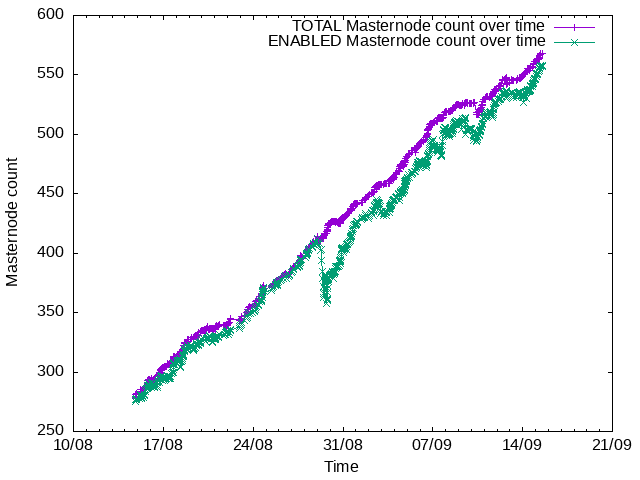 TOTAL Masternode count over time
ENABLED Masternode count over time
600
550
500
450
400
350
300
250
Masternode count
10/08 17/08 24/08 31/08 07/09 14/09 21/09
Time